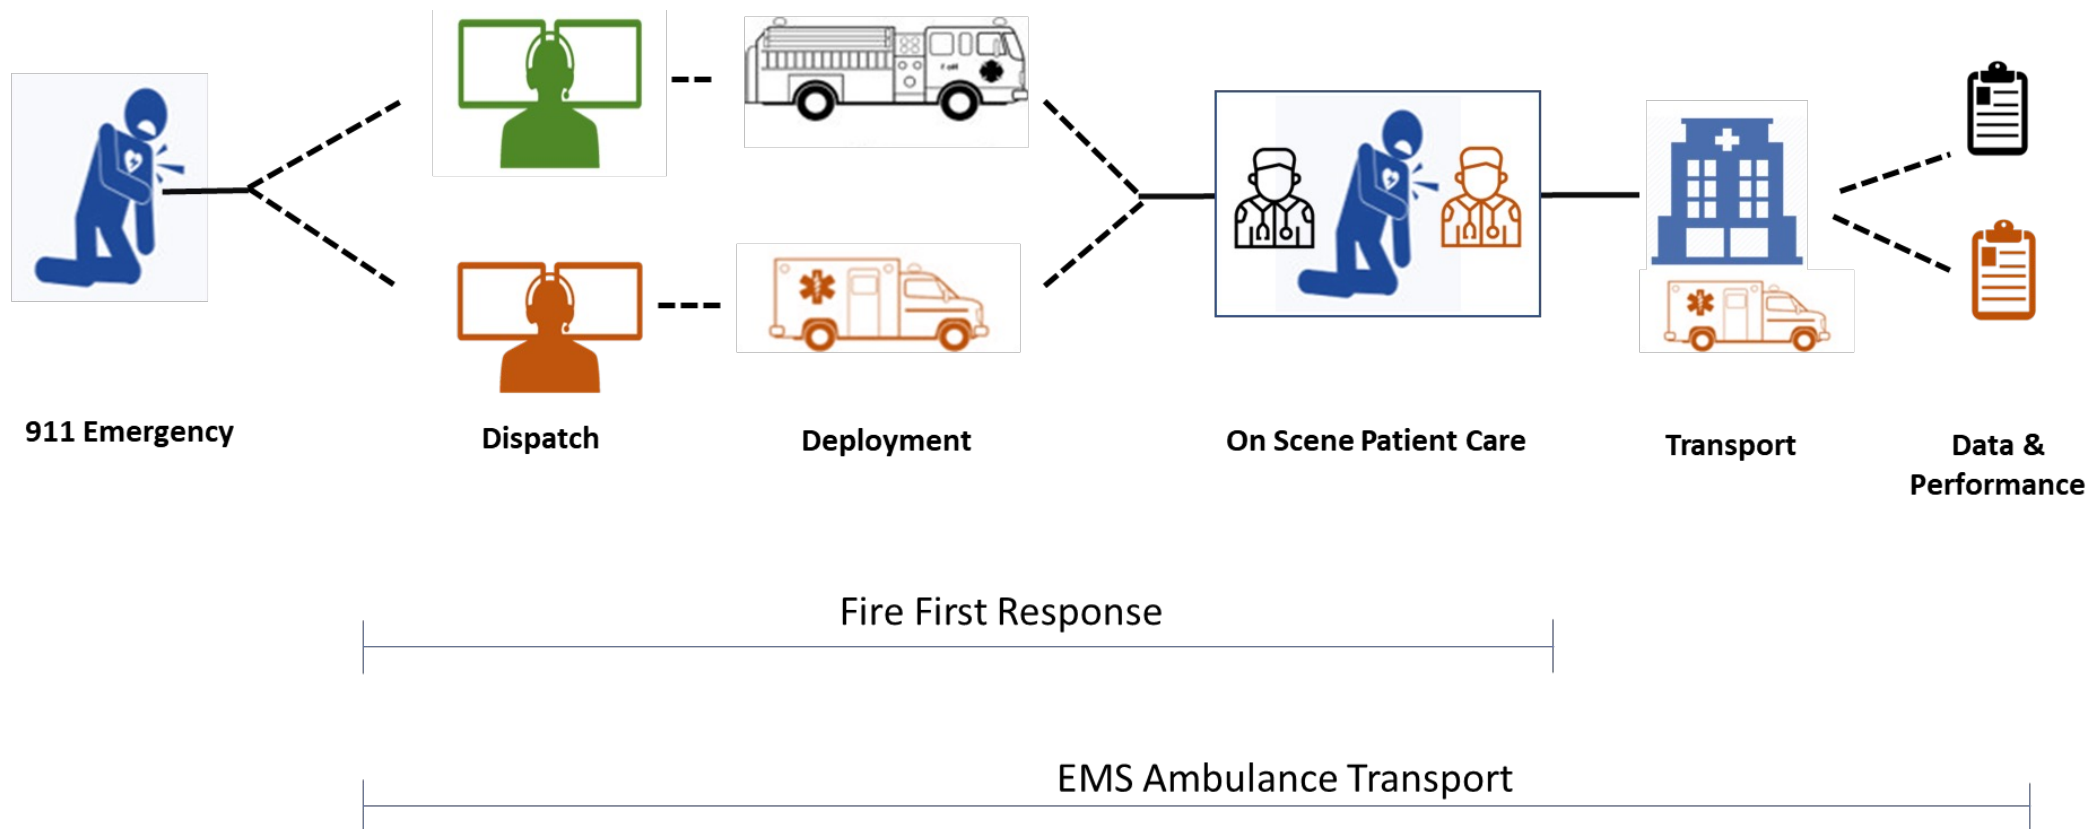 911 Emergency
Dispatch
Deployment
On Scene Patient Care
Transport
Data &
Performance
Fire First Response
EMS Ambulance Transport